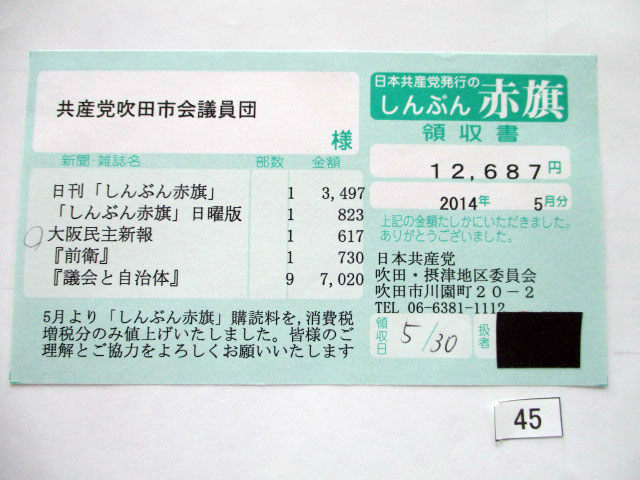 共産党吹田市会議員団
様
新聞・雑誌名 部数 金額
日刊「しんぶん赤旗」 1 3,497
「しんぶん赤旗」日曜版 1 823
大阪民主新報 1 617
『前衛』 1 730
『議会と自治体』 9 7,020
5月より「しんぶん赤旗」購読料を,消費税
増税分のみ値上げいたしました。皆様のご
理解とご協力をよろしくお願いいたします
日本共産党発行の
しんぶん赤旗
領収書
12,687円
2014年 5月分
上記の金額たしかにいただきました。
ありがとうございました。
日本共産党
吹田・摂津地区委員会
吹田市川園町20-2
TEL 06-6381-1112
領収日 5/30 扱者
45